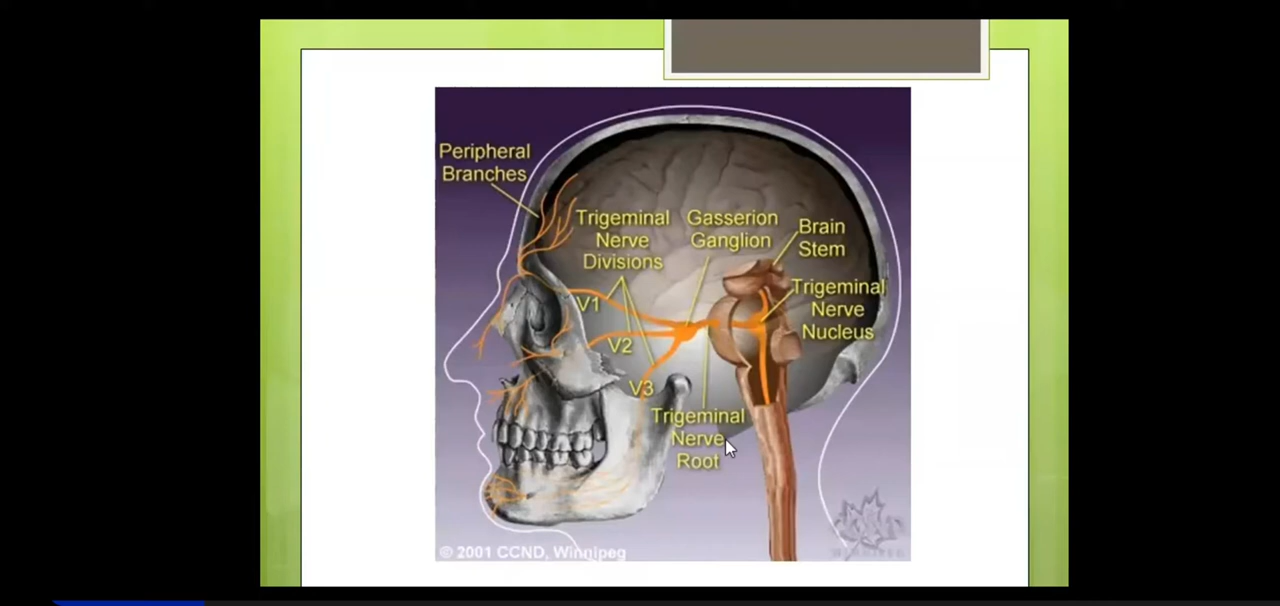 Peripheral
Branches
Trigeminal
Nerve
Divisions
Gasserion
Ganglion
Brain
Stem
Trigeminal
Nerve
Nucleus
V1
V2
V3
Trigeminal
Nerve
Root
© 2001 CCND, Winnipeg
WINNIPEG